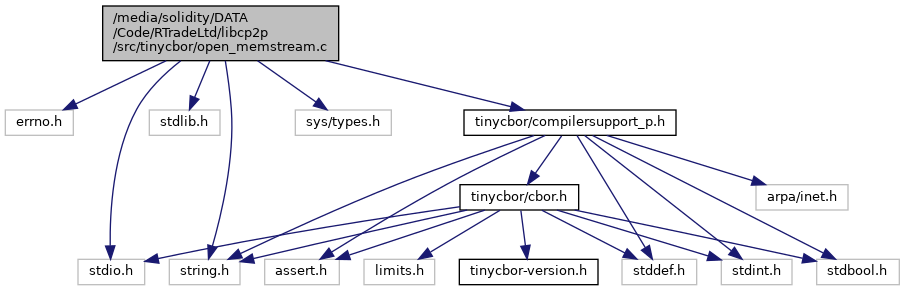 /media/solidity/DATA
/Code/RTradeLtd/libcp2p
/src/tinycbor/open_memstream.c
errno.h
stdlib.h
sys/types.h
tinycbor/compilersupport_p.h
tinycbor/cbor.h
arpa/inet.h
stdio.h
string.h
assert.h
limits.h
tinycbor-version.h
stddef.h
stdint.h
stdbool.h